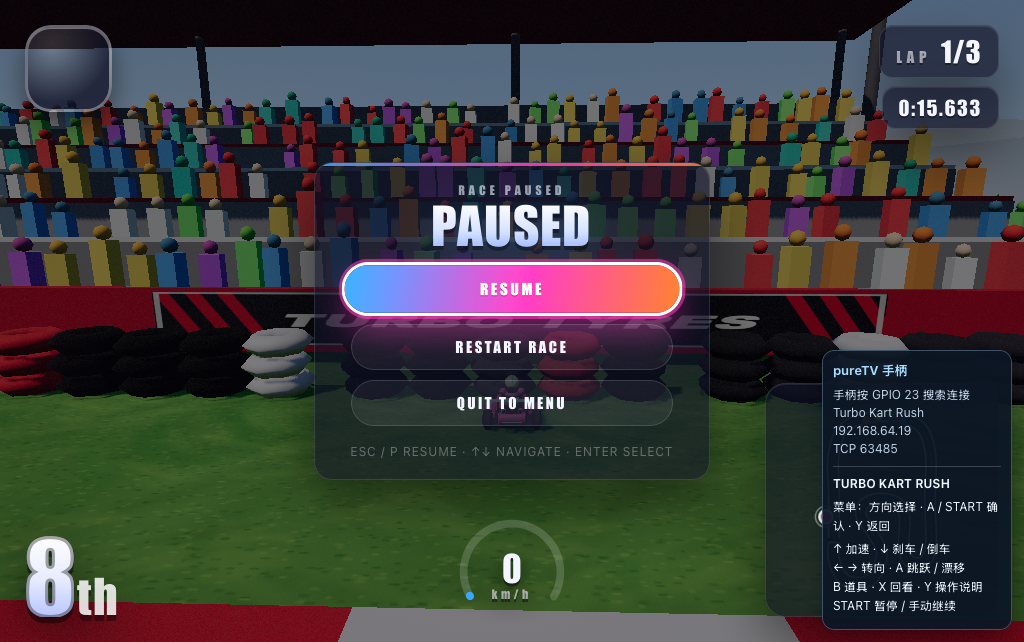 LAP 1/3
0:15.633
RACE PAUSED
PAUSED
RESUME
TURBO TYRES
RESTART RACE
QUIT TO MENU
ESC / P RESUME · ↑↓ NAVIGATE · ENTER SELECT
8th
0
km/h
pureTV 手柄
手柄按 GPIO 23 搜索连接
Turbo Kart Rush
192.168.64.19
TCP 63485
TURBO KART RUSH
菜单：方向选择 · A / START 确
认 · Y 返回
↑ 加速 · ↓ 刹车 / 倒车
← → 转向 · A 跳跃 / 漂移
B 道具 · X 回看 · Y 操作说明
START 暂停 / 手动继续